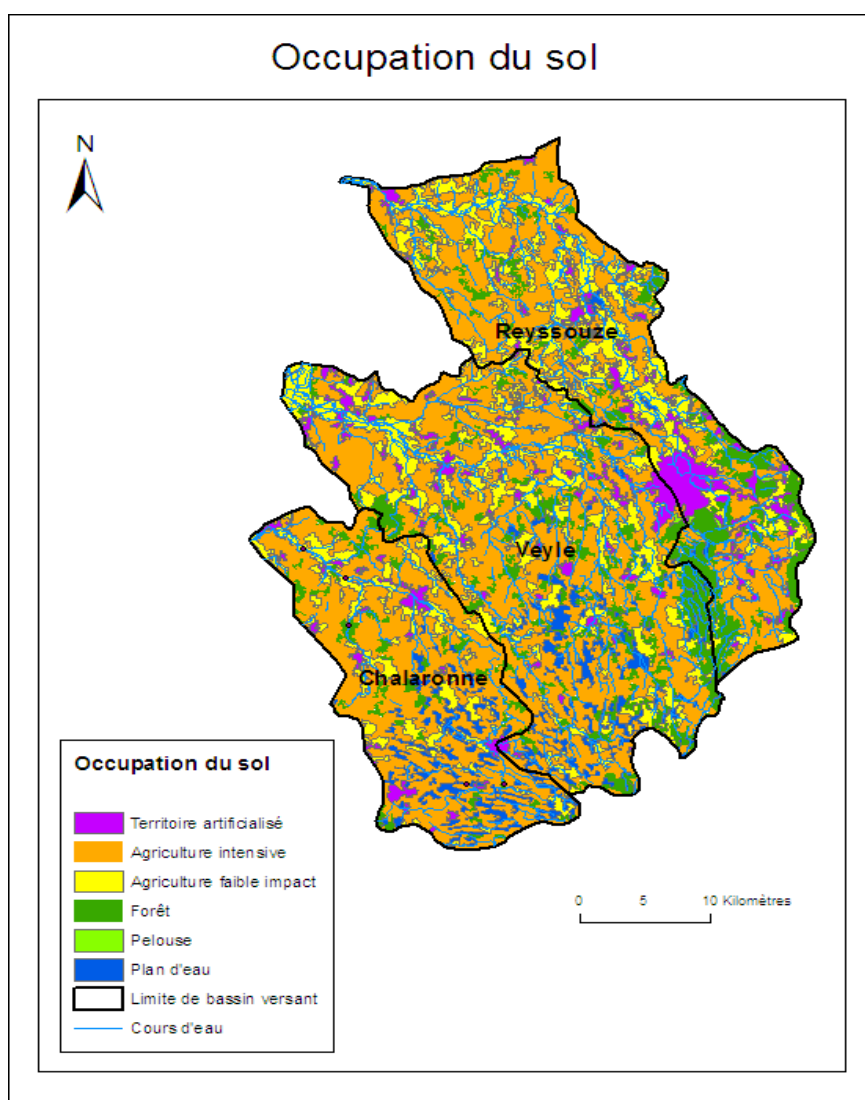 Occupation du sol
N
Reyssouze
Veyle
Chalaronne
Occupation du sol
Territoire artificialisé
Agriculture intensive
Agriculture faible impact
Forêt
Pelouse
Plan d'eau
Limite de bassin versant
Cours d'eau
0 5 10 Kilomètres